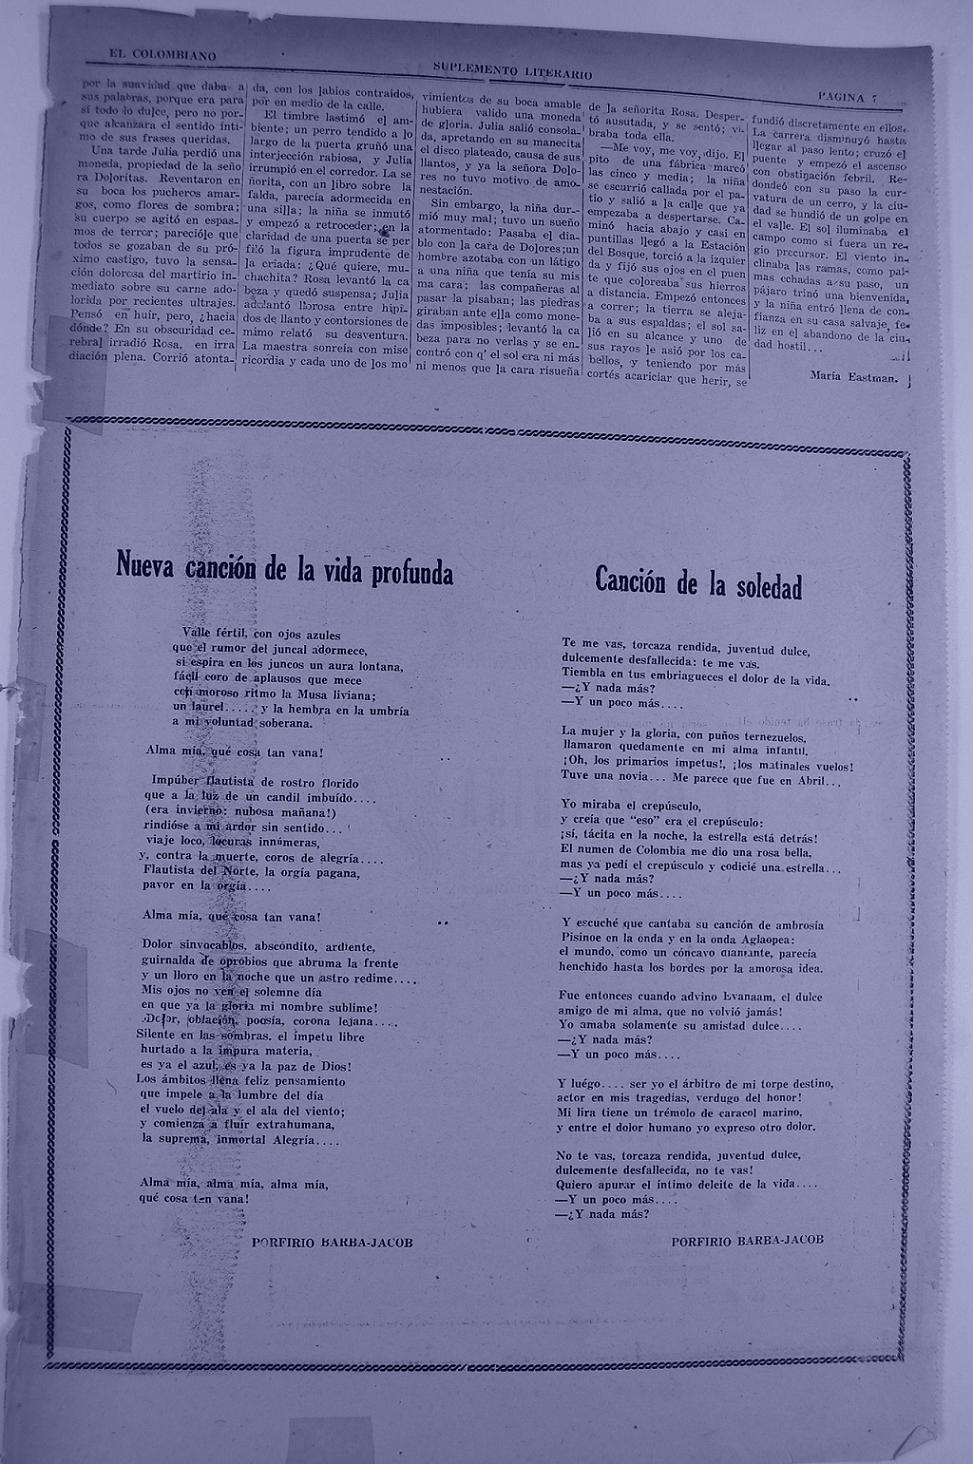 EL COLOMBIANO
SUPLEMENTO LITERARIO
PAGINA 7
por la suavidad que daba a
sus palabras, porque era para
sí todo lo dulce, pero no por-
que alcanzara el sentido ínti-
mo de sus frases queridas.
Una tarde Julia perdió una
moneda, propiedad de la seño
ra Doloritas. Reventaron en
su boca los pucheros amar-
gos, como flores de sombra;
su cuerpo se agitó en espas-
mos de terror; parecióle que
todos se gozaban de su pró-
ximo castigo, tuvo la sensa-
ción dolorosa del martirio in-
mediato sobre su carne ado-
lorida por recientes ultrajes.
Pensó en huír, pero, ¿hacia
dónde? En su obscuridad ce-
rebral irradió Rosa, en irra
diación plena. Corrió atonta-
da, con los labios contraídos,
por en medio de la calle.
El timbre lastimó el am-
biente; un perro tendido a lo
largo de la puerta gruñó una
interjección rabiosa, y Julia
irrumpió en el corredor. La se
ñorita, con un libro sobre la
falda, parecía adormecida en
una silla; la niña se inmutó
y empezó a retroceder; en la
claridad de una puerta se per
filó la figura imprudente de
la criada: ¿Qué quiere, mu-
chachita? Rosa levantó la ca
beza y quedó suspensa; Julia
adelantó llorosa entre hipi-
dos de llanto y contorsiones de
mimo relató su desventura.
La maestra sonreía con mise
ricordia y cada uno de los mo
vimientos de su boca amable
hubiera valido una moneda
de gloria. Julia salió consola-
da, apretando en su manecita
el disco plateado, causa de sus
llantos, y ya la señora Dolo-
res no tuvo motivo de amo-
nestación.
Sin embargo, la niña dur-
mió muy mal; tuvo un sueño
atormentado: Pasaba el dia-
blo con la cara de Dolores;un
hombre azotaba con un látigo
a una niña que tenía su mis
ma cara; las compañeras al
pasar la pisaban; las piedras
giraban ante ella como mone-
das imposibles; levantó la ca
beza para no verlas y se en-
contró con q' el sol era ni más
ni menos que la cara risueña
de la señorita Rosa. Desper-
tó asustada, y se sentó; vi-
braba toda ella.
—Me voy, me voy, dijo. El
pito de una fábrica marcó
las cinco y media; la niña
se escurrió callada por el pa-
tio y salió a la calle que ya
empezaba a despertarse. Ca-
minó hacia abajo y casi en
puntillas llegó a la Estación
del Bosque, torció a la izquier
da y fijó sus ojos en el puen
te que coloreaba sus hierros
a distancia. Empezó entonces
a correr; la tierra se aleja-
ba a sus espaldas; el sol sa-
lió en su alcance y uno de
sus rayos le asió por los ca-
bellos, y teniendo por más
cortés acariciar que herir, se
fundió discretamente en ellos.
La carrera disminuyó hasta
llegar al paso lento; cruzó el
puente y empezó el ascenso
con obstinación febril. Re-
dondeó con su paso la cur-
vatura de un cerro, y la ciu-
dad se hundió de un golpe en
el valle. El sol iluminaba el
campo como si fuera un re-
gio precursor. El viento in-
clinaba las ramas, como pal-
mas echadas a su paso, un
pájaro trinó una bienvenida,
y la niña entró llena de con-
fianza en su casa salvaje, fe-
liz en el abandono de la ciu-
dad hostil...
María Eastman.
Nueva canción de la vida profunda
Valle fértil, con ojos azules
que el rumor del juncal adormece,
si espira en los juncos un aura lontana,
fácil coro de aplausos que mece
con moroso ritmo la Musa liviana;
un laurel..... y la hembra en la umbría
a mi voluntad soberana.
Alma mía, qué cosa tan vana!
Impúber flautista de rostro florido
que a la luz de un candil imbuído....
(era invierno: nubosa mañana!)
rindióse a mi ardor sin sentido...
viaje loco, locuras innúmeras,
y, contra la muerte, coros de alegría....
Flautista del Norte, la orgía pagana,
pavor en la orgía....
Alma mía, qué cosa tan vana!
Dolor sinvocablos, abscóndito, ardiente,
guirnalda de oprobios que abruma la frente
y un lloro en la noche que un astro redime....
Mis ojos no ven el solemne día
en que ya la gloria mi nombre sublime!
Dolor, oblación, poesía, corona lejana....
Silente en las sombras, el ímpetu libre
hurtado a la impura materia,
es ya el azul; es ya la paz de Dios!
Los ámbitos llena feliz pensamiento
que impele a la lumbre del día
el vuelo del ala y el ala del viento;
y comienza a fluír extrahumana,
la suprema, inmortal Alegría....
Alma mía, alma mía, alma mía,
qué cosa tan vana!
PORFIRIO BARBA-JACOB
Canción de la soledad
Te me vas, torcaza rendida, juventud dulce,
dulcemente desfallecida: te me vas.
Tiembla en tus embriagueces el dolor de la vida.
—¿Y nada más?
—Y un poco más....
La mujer y la gloria, con puños ternezuelos,
llamaron quedamente en mi alma infantil.
¡Oh, los primarios impetus!, ¡los matinales vuelos!
Tuve una novia... Me parece que fue en Abril...
Yo miraba el crepúsculo,
y creía que "eso" era el crepúsculo:
¡sí, tácita en la noche, la estrella está detrás!
El numen de Colombia me dio una rosa bella,
mas ya pedí el crepúsculo y codicié una estrella...
—¿Y nada más?
—Y un poco más....
Y escuché que cantaba su canción de ambrosía
Pisinoe en la onda y en la onda Aglaopea:
el mundo, como un cóncavo diamante, parecía
henchido hasta los bordes por la amorosa idea.
Fue entonces cuando advino Evanaam, el dulce
amigo de mi alma, que no volvió jamás!
Yo amaba solamente su amistad dulce....
—¿Y nada más?
—Y un poco más....
Y luégo.... ser yo el árbitro de mi torpe destino,
actor en mis tragedias, verdugo del honor!
Mi lira tiene un trémolo de caracol marino,
y entre el dolor humano yo expreso otro dolor.
No te vas, torcaza rendida, juventud dulce,
dulcemente desfallecida, no te vas!
Quiero apurar el íntimo deleite de la vida....
—Y un poco más....
—¿Y nada más?
PORFIRIO BARBA-JACOB